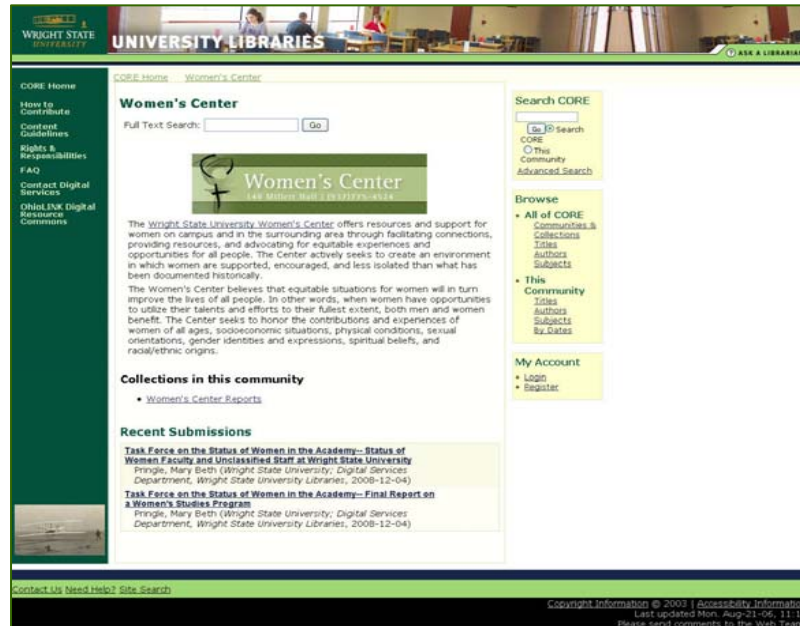 WRIGHT STATE
UNIVERSITY
UNIVERSITY LIBRARIES
? ASK A LIBRARIAN
CORE Home
How to
Contribute
Content
Guidelines
Rights &
Responsibilities
FAQ
Contact Digital
Services
OhioLINK Digital
Resource
Commons
CORE Home Women's Center
Women's Center
Full Text Search: Go
Women's Center
148 Millett Hall | (937)775-4524
The Wright State University Women's Center offers resources and support for
women on campus and in the surrounding area through facilitating connections,
providing resources, and advocating for equitable experiences and
opportunities for all people. The Center actively seeks to create an environment
in which women are supported, encouraged, and less isolated than what has
been documented historically.
The Women's Center believes that equitable situations for women will in turn
improve the lives of all people. In other words, when women have opportunities
to utilize their talents and efforts to their fullest extent, both men and women
benefit. The Center seeks to honor the contributions and experiences of
women of all ages, socioeconomic situations, physical conditions, sexual
orientations, gender identities and expressions, spiritual beliefs, and
racial/ethnic origins.
Collections in this community
• Women's Center Reports
Recent Submissions
Task Force on the Status of Women in the Academy-- Status of
Women Faculty and Unclassified Staff at Wright State University
Pringle, Mary Beth (Wright State University; Digital Services
Department, Wright State University Libraries, 2008-12-04)
Task Force on the Status of Women in the Academy-- Final Report on
a Women's Studies Program
Pringle, Mary Beth (Wright State University; Digital Services
Department, Wright State University Libraries, 2008-12-04)
Search CORE
Go Search
CORE
This
Community
Advanced Search
Browse
• All of CORE
Communities &
Collections
Titles
Authors
Subjects
• This
Community
Titles
Authors
Subjects
By Dates
My Account
• Login
• Register
Contact Us Need Help? Site Search
Copyright Information © 2003 | Accessibility Informatio
Last updated Mon. Aug-21-06, 11:1
Please send comments to the Web Team